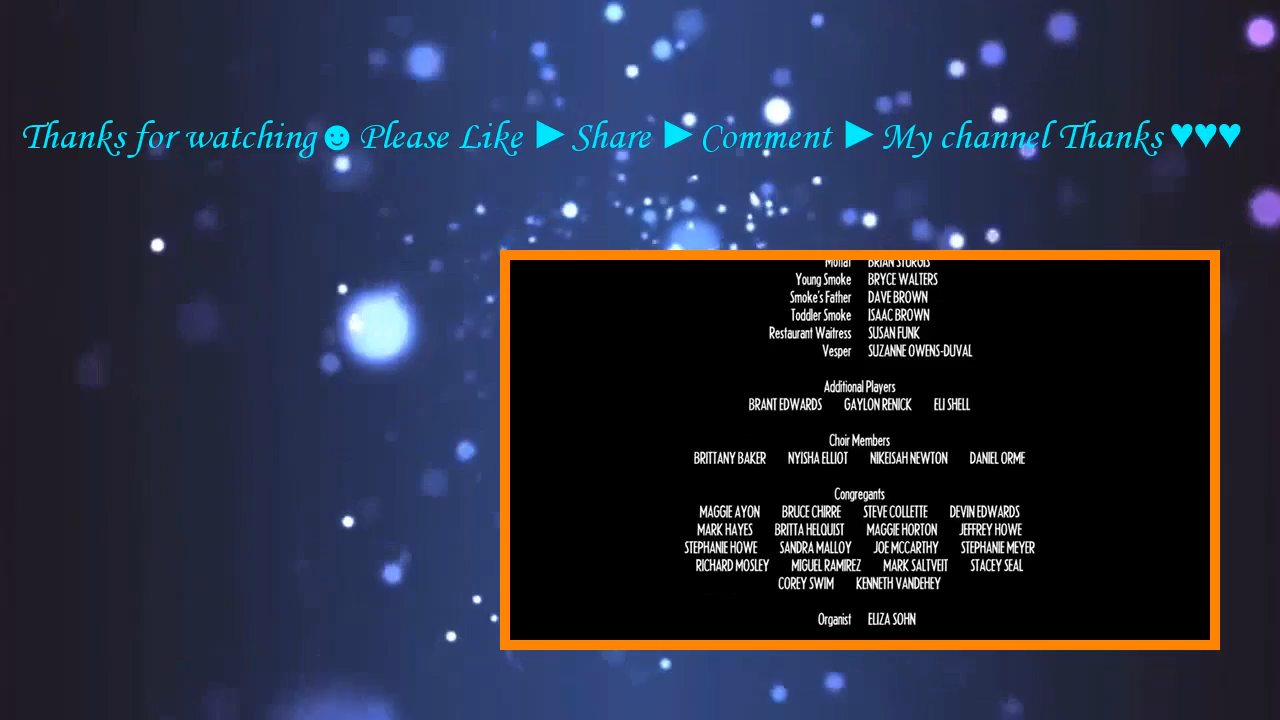 Thanks for watching☻Please Like ►Share ►Comment ►My channel Thanks♥♥♥
Moffat BRIAN STURGIS
Young Smoke BRYCE WALTERS
Smoke's Father DAVE BROWN
Toddler Smoke ISAAC BROWN
Restaurant Waitress SUSAN FUNK
Vesper SUZANNE OWENS-DUVAL
Additional Players
BRANT EDWARDS GAYLON RENICK ELI SHELL
Choir Members
BRITTANY BAKER NYISHA ELLIOT NIKEISAH NEWTON DANIEL ORME
Congregants
MAGGIE AYON BRUCE CHIRRE STEVE COLLETTE DEVIN EDWARDS
MARK HAYES BRITTA HELQUIST MAGGIE HORTON JEFFREY HOWE
STEPHANIE HOWE SANDRA MALLOY JOE MCCARTHY STEPHANIE MEYER
RICHARD MOSLEY MIGUEL RAMIREZ MARK SALTVEIT STACEY SEAL
COREY SWIM KENNETH VANDEHEY
Organist ELIZA SOHN